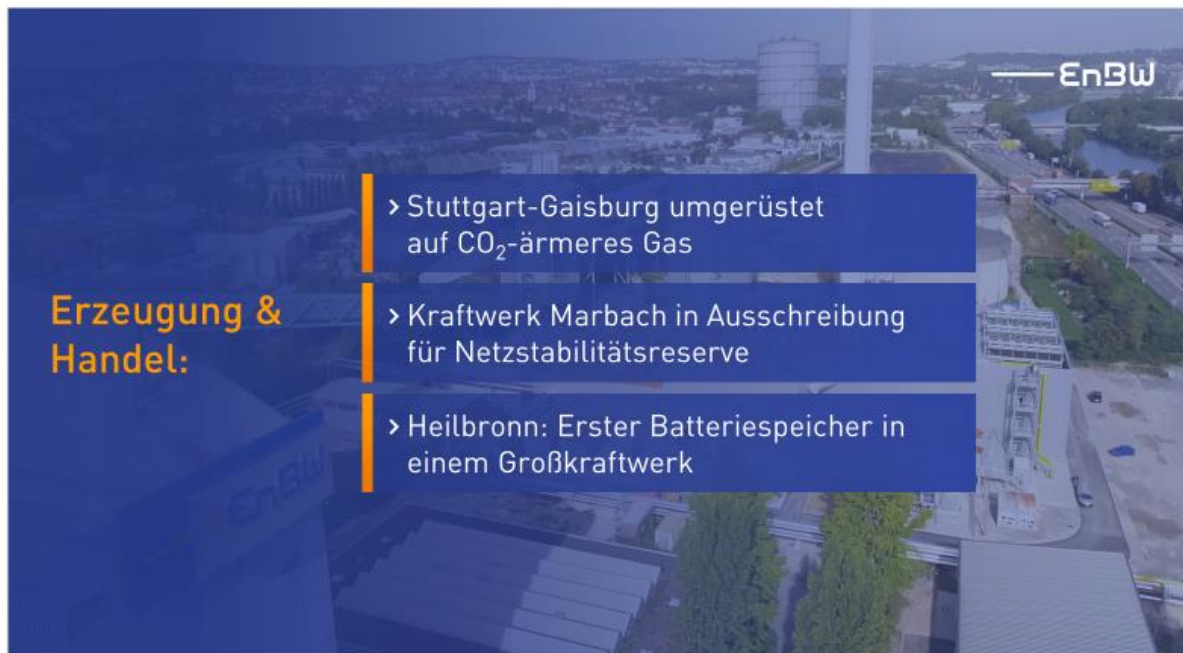 EnBW
Erzeugung &
Handel:
› Stuttgart-Gaisburg umgerüstet
auf CO₂-ärmeres Gas
› Kraftwerk Marbach in Ausschreibung
für Netzstabilitätsreserve
› Heilbronn: Erster Batteriespeicher in
einem Großkraftwerk
EnBW